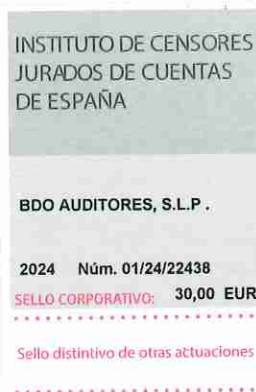 INSTITUTO DE CENSORES
JURADOS DE CUENTAS
DE ESPAÑA
BDO AUDITORES, S.L.P .
2024 Núm. 01/24/22438
SELLO CORPORATIVO: 30,00 EUR
Sello distintivo de otras actuaciones